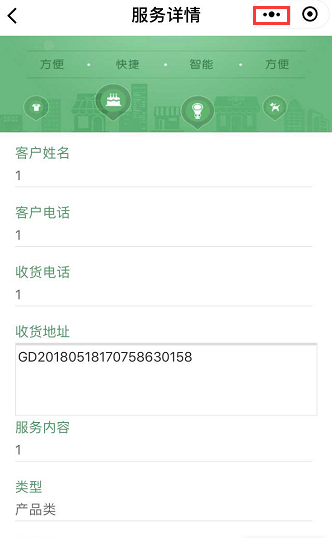 服务详情
方便 · 快捷 · 智能 · 方便
客户姓名
1
客户电话
1
收货电话
1
收货地址
GD20180518170758630158
服务内容
1
类型
产品类